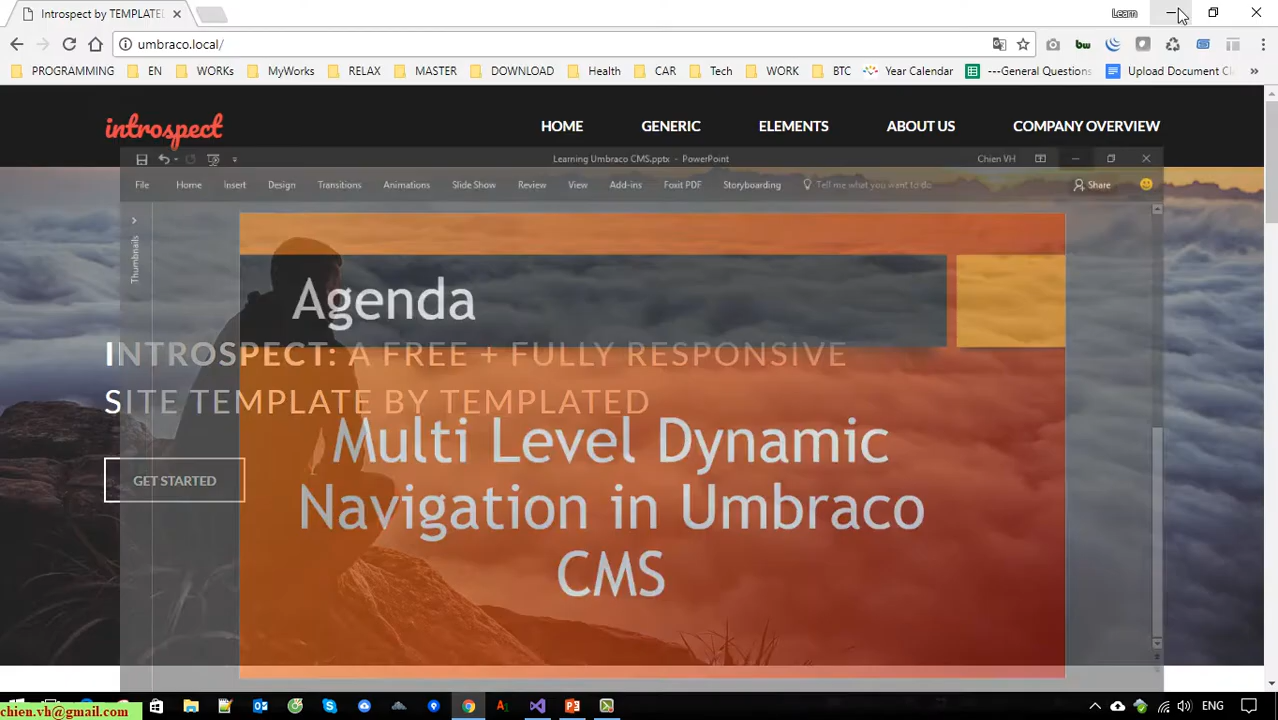 Introspect by TEMPLATE
Learn
umbraco.local/
PROGRAMMING EN WORKs MyWorks RELAX MASTER DOWNLOAD Health CAR Tech WORK BTC Year Calendar ---General Questions Upload Document
introspect
HOME GENERIC ELEMENTS ABOUT US COMPANY OVERVIEW
Learning Umbraco CMS.pptx - PowerPoint Chien VH
File Home Insert Design Transitions Animations Slide Show Review View Add-ins Foxit PDF Storyboarding Tell me what you want to do Share
Thumbnails
Agenda
INTROSPECT: A FREE + FULLY RESPONSIVE
SITE TEMPLATE BY TEMPLATED
Multi Level Dynamic
GET STARTED
Navigation in Umbraco
CMS
chien.vh@gmail.com
ENG